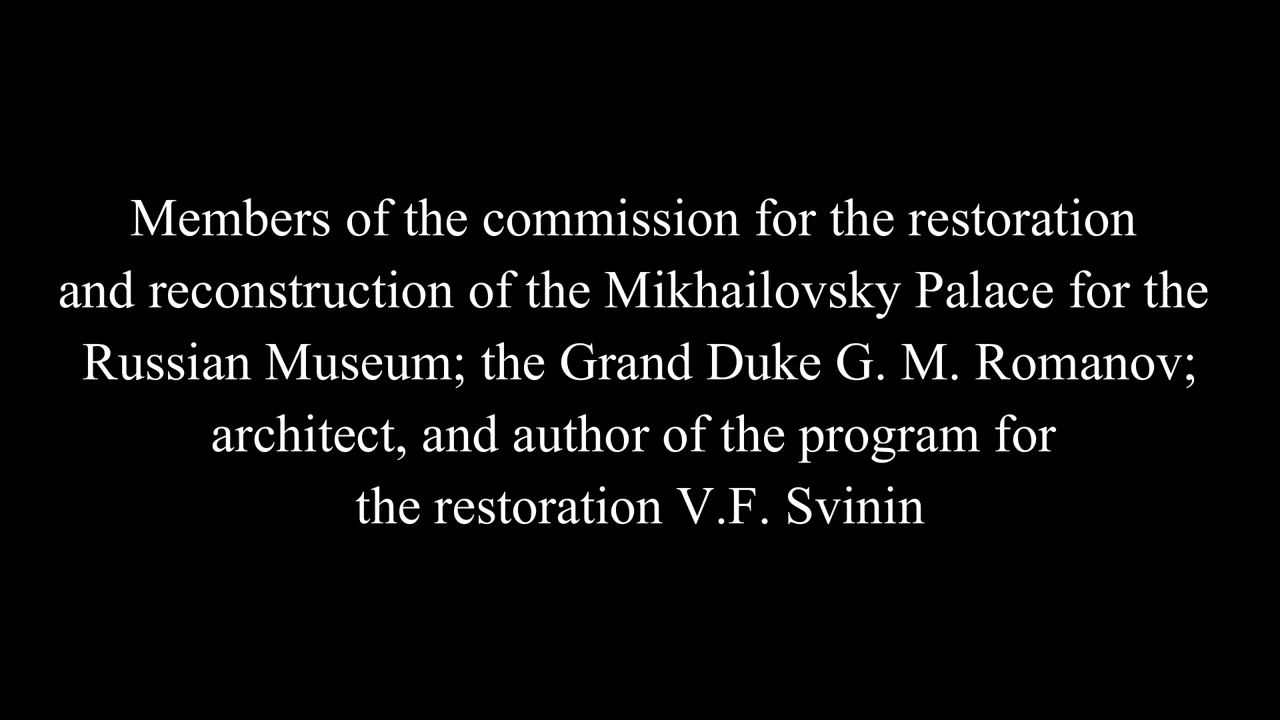 Members of the commission for the restoration
and reconstruction of the Mikhailovsky Palace for the
Russian Museum; the Grand Duke G. M. Romanov;
architect, and author of the program for
the restoration V.F. Svinin